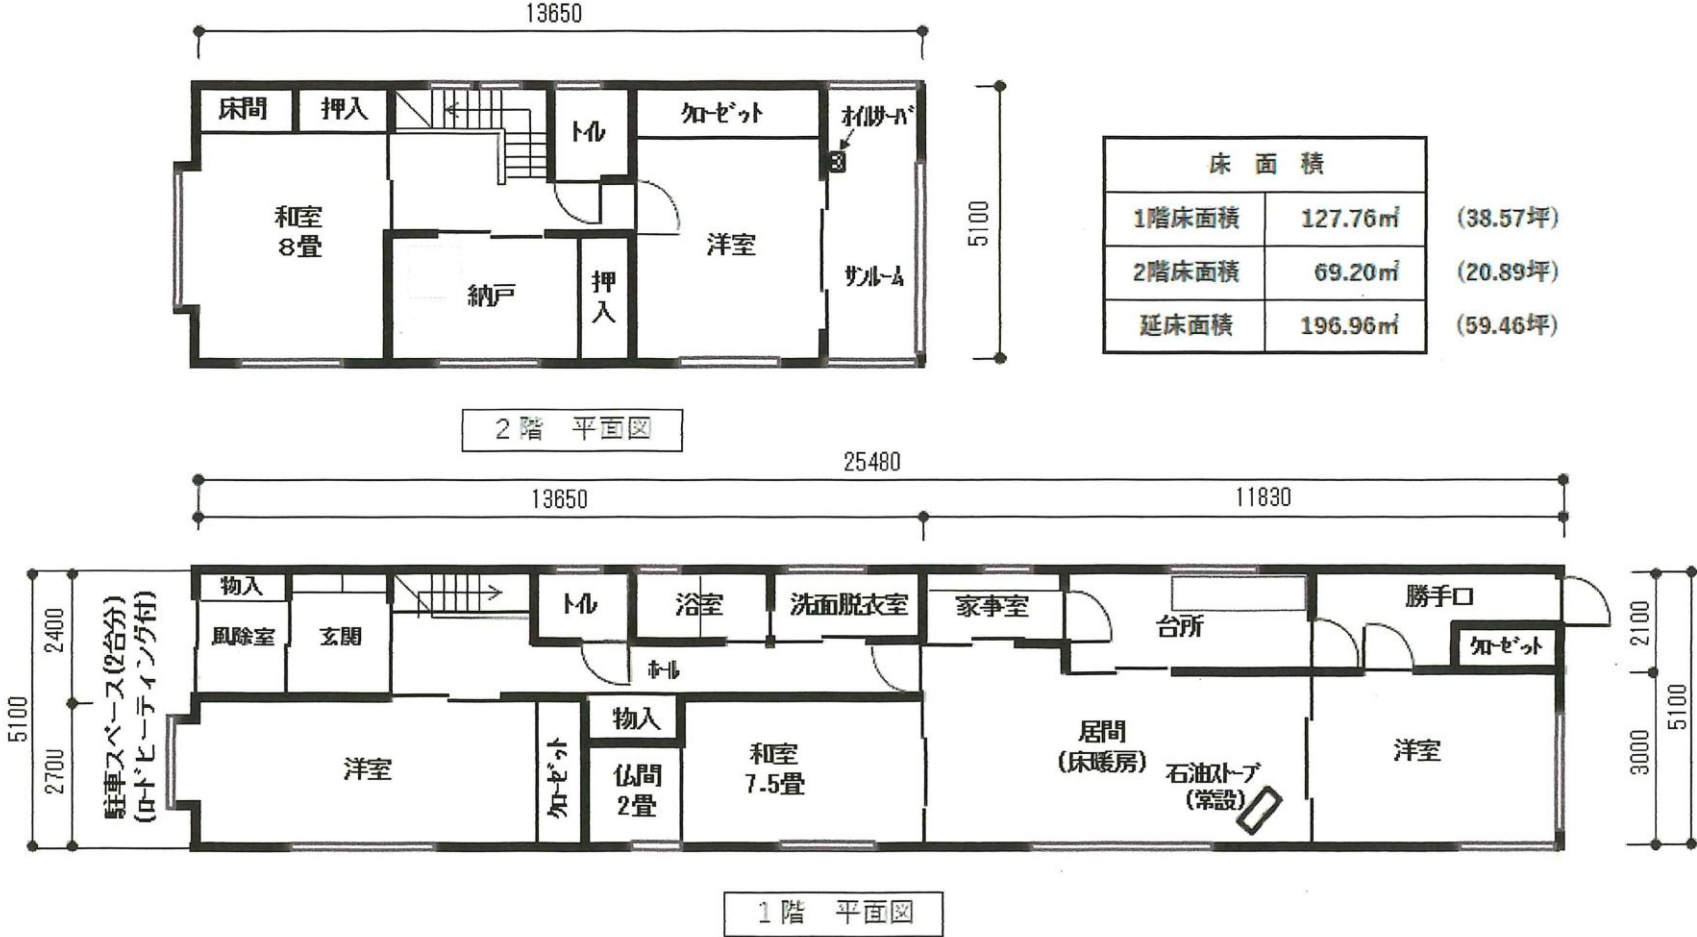 13650
床間
押入
トイレ
クローゼット
オイルサーバ
和室
8畳
洋室
5100
納戸
押
入
サンルーム
床 面 積
1階床面積 127.76㎡ (38.57坪)
2階床面積 69.20㎡ (20.89坪)
延床面積 196.96㎡ (59.46坪)
2階 平面図
25480
13650
11830
5100
2400
2700
駐車スペース(2台分)
(ロードヒーティング付)
物入
風除室
玄関
トイレ
浴室
洗面脱衣室
家事室
台所
勝手口
クローゼット
ホール
洋室
クローゼット
物入
仏間
2畳
和室
7.5畳
居間
(床暖房)
石油ストーブ
(常設)
洋室
2100
3000
5100
1階 平面図